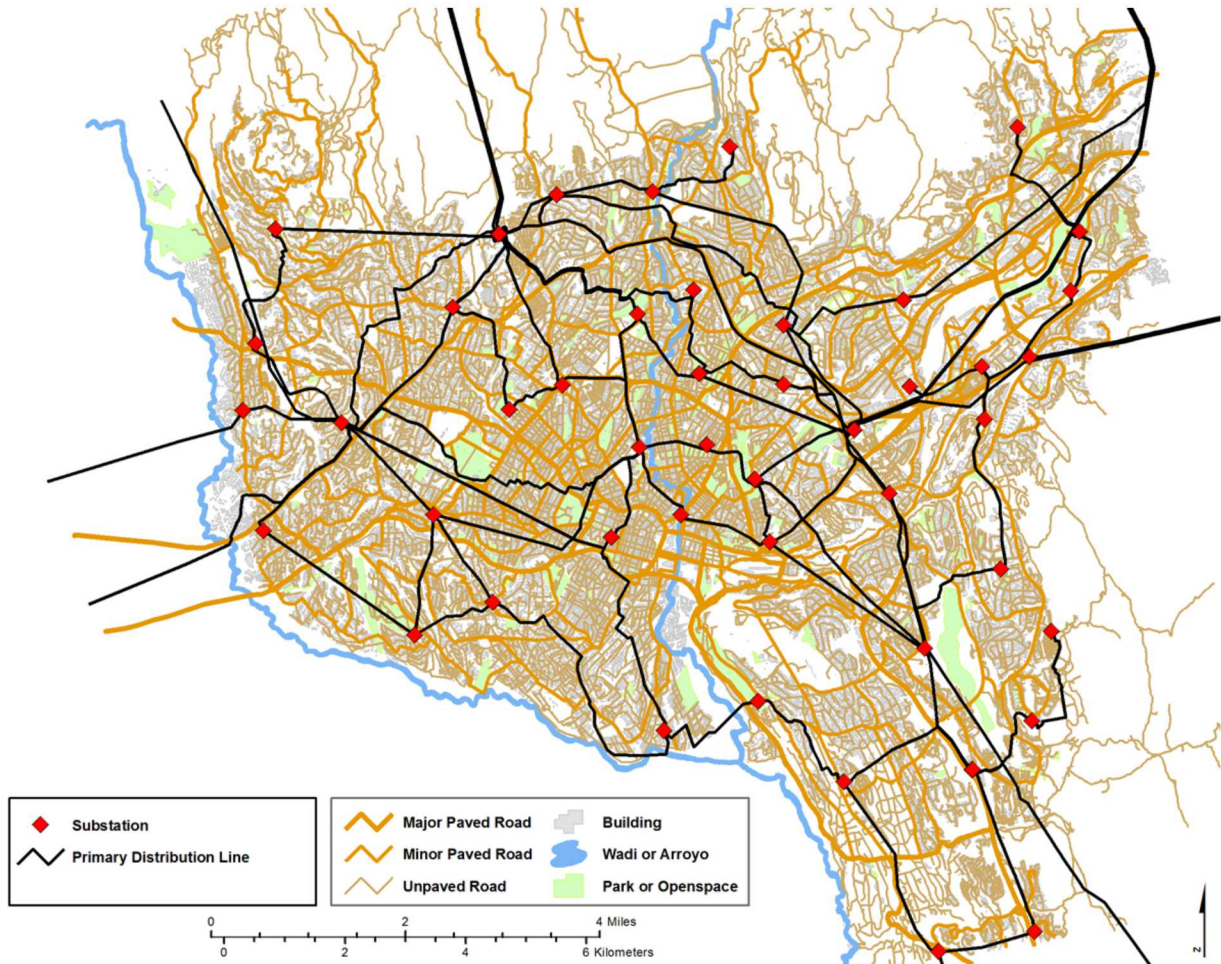 Substation
Primary Distribution Line
Major Paved Road
Minor Paved Road
Unpaved Road
Building
Wadi or Arroyo
Park or Openspace
0 2 4 Miles
0 2 4 6 Kilometers
N